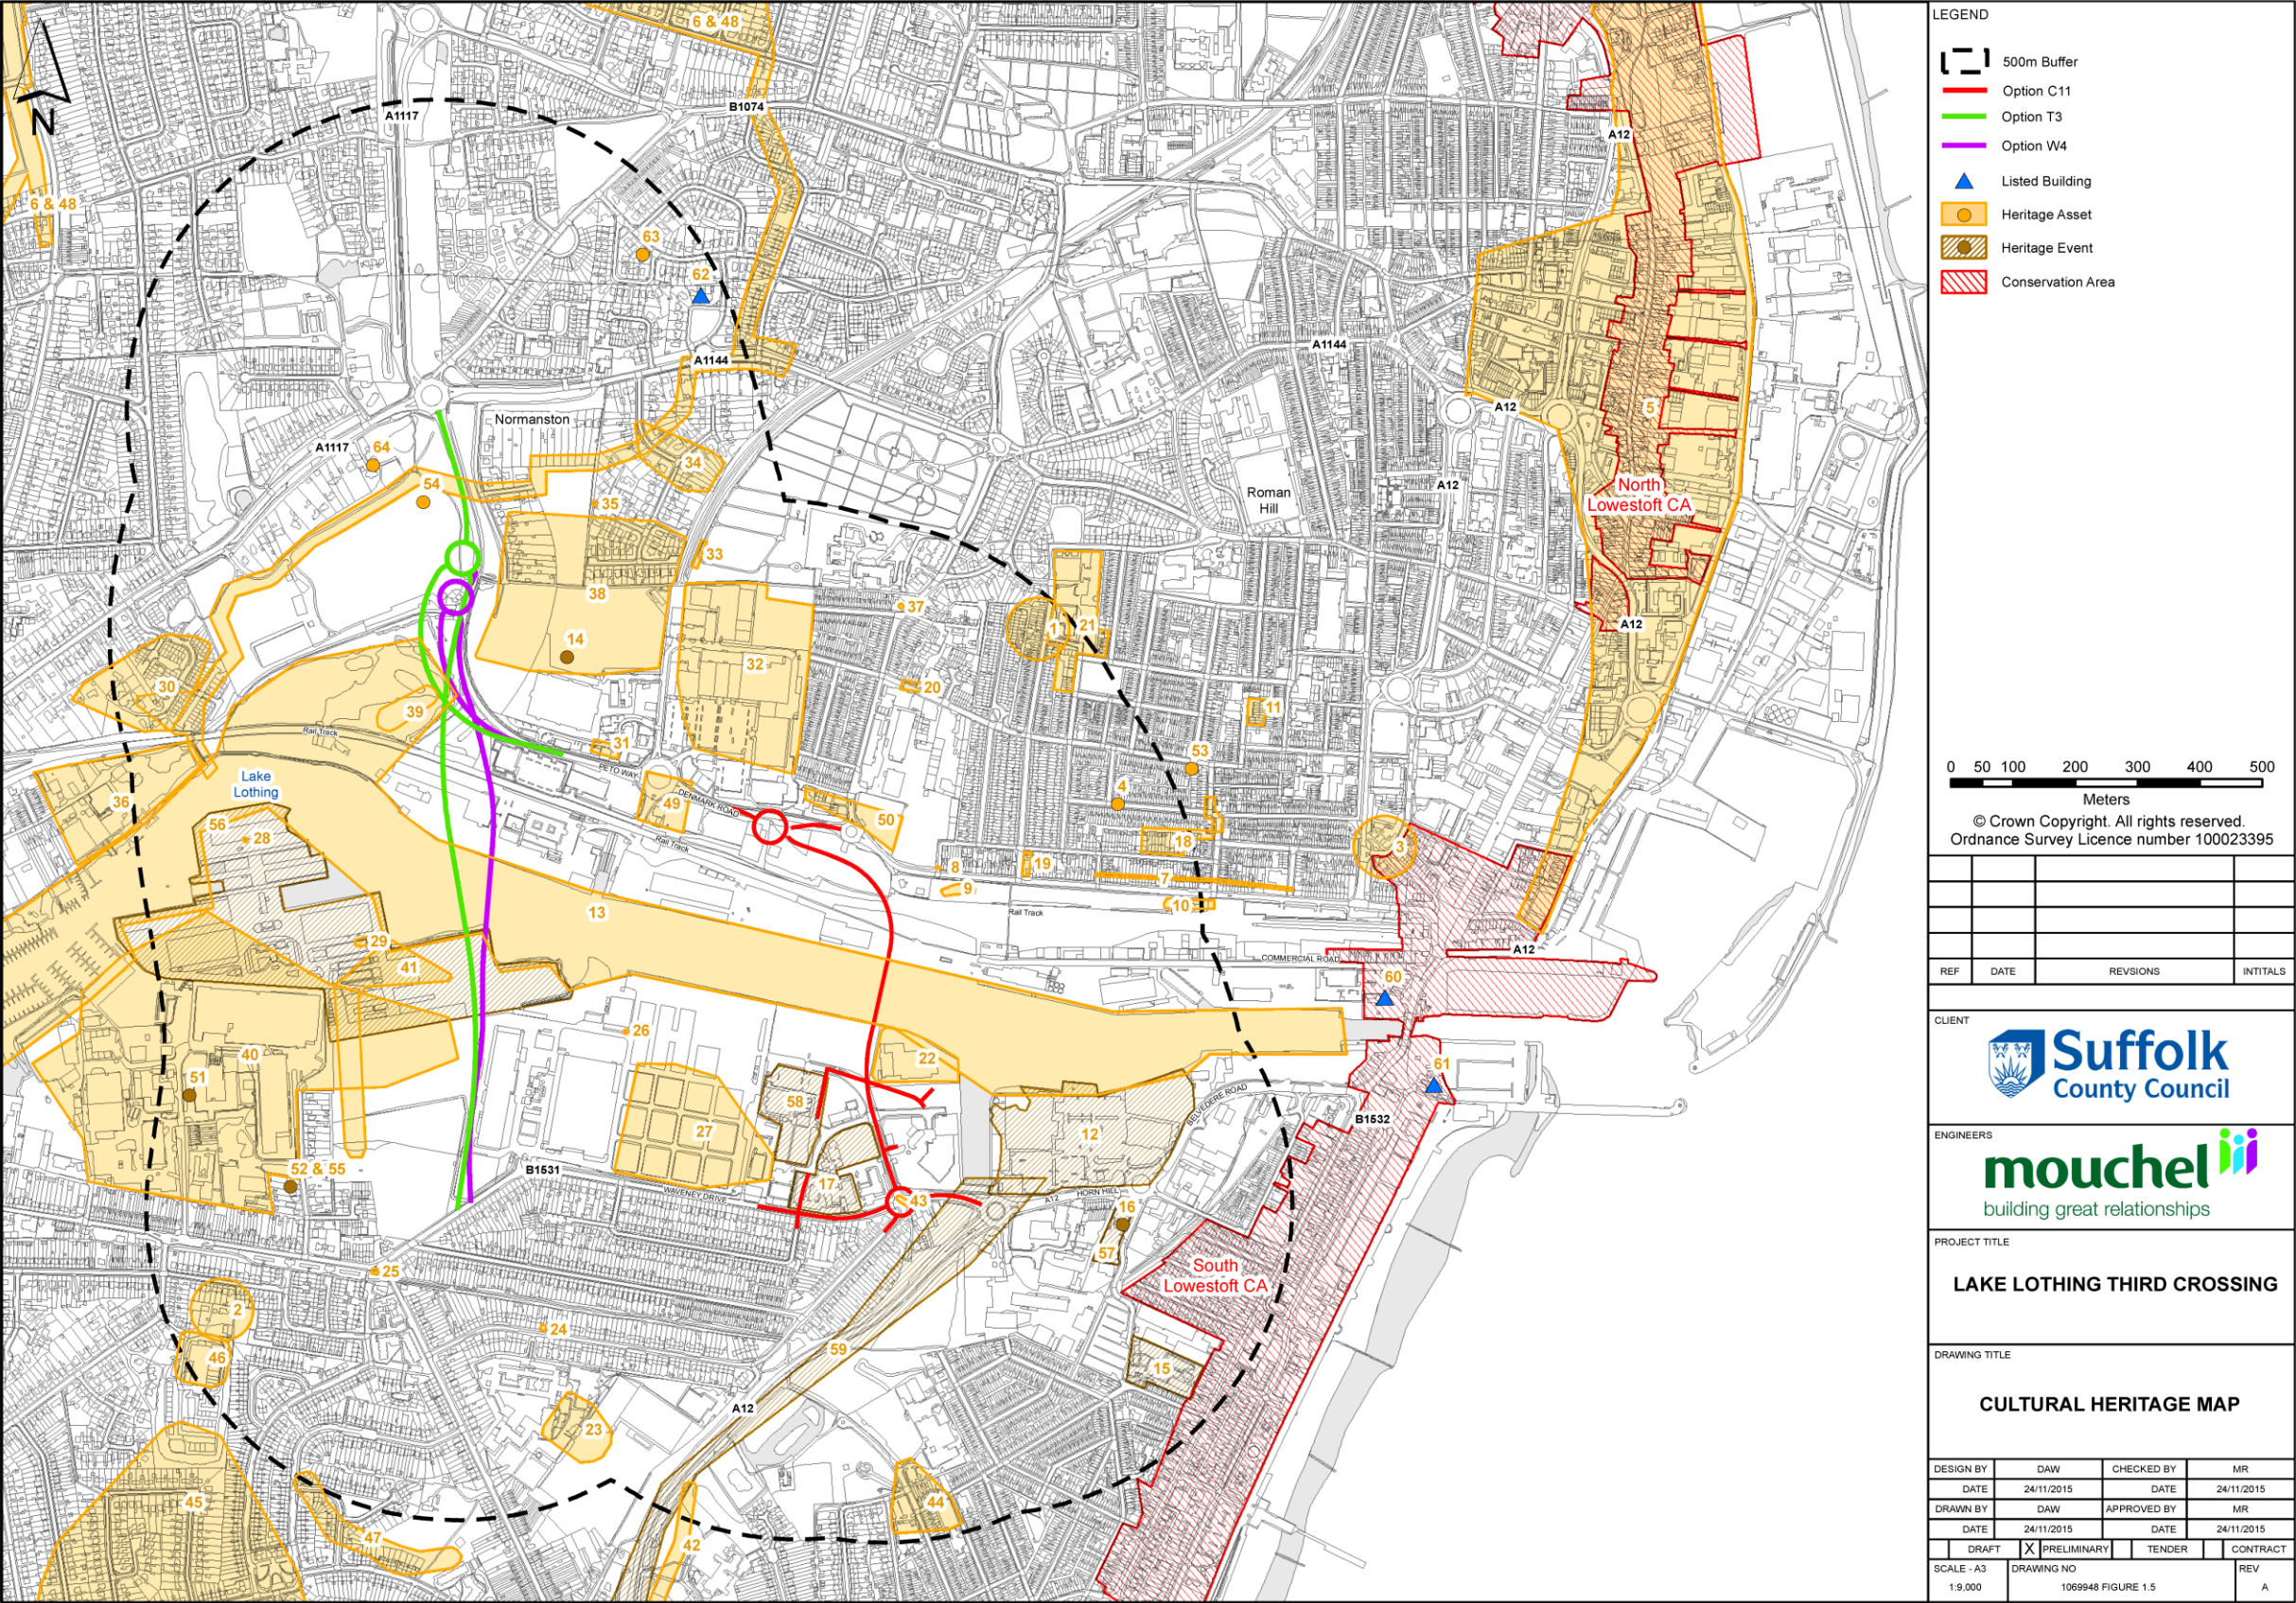 6 & 48
B1074
A1117
A12
N
6 & 48
63
62
A1144
A1144
Normanston
A1117
64
54
34
35
33
38
14
37
32
1
21
20
11
Roman
Hill
A12
A12
5
North
Lowestoft CA
A12
30
39
Rail Track
31
PETO WAY
Lake
Lothing
36
56
28
49
DENMARK ROAD
Rail Track
50
53
4
18
3
8
19
9
7
10
Rail Track
13
29
41
COMMERCIAL ROAD
A12
60
26
22
61
40
51
58
27
12
BELVEDERE ROAD
B1532
52 & 55
B1531
WAVENEY DRIVE
17
43
A12
HORN HILL
16
57
South
Lowestoft CA
25
2
46
24
59
15
23
A12
45
47
42
44
LEGEND
500m Buffer
Option C11
Option T3
Option W4
Listed Building
Heritage Asset
Heritage Event
Conservation Area
0 50 100 200 300 400 500
Meters
© Crown Copyright. All rights reserved.
Ordnance Survey Licence number 100023395
REF DATE REVSIONS INTITALS
CLIENT
Suffolk
County Council
ENGINEERS
mouchel
building great relationships
PROJECT TITLE
LAKE LOTHING THIRD CROSSING
DRAWING TITLE
CULTURAL HERITAGE MAP
DESIGN BY DAW CHECKED BY MR
DATE 24/11/2015 DATE 24/11/2015
DRAWN BY DAW APPROVED BY MR
DATE 24/11/2015 DATE 24/11/2015
DRAFT X PRELIMINARY TENDER CONTRACT
SCALE - A3 DRAWING NO REV
1:9,000 1069948 FIGURE 1.5 A